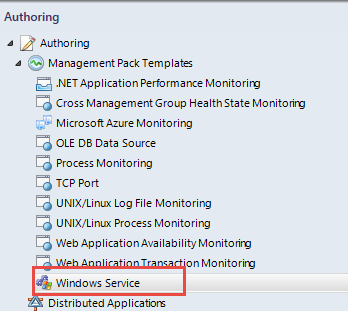 Authoring
Authoring
Management Pack Templates
.NET Application Performance Monitoring
Cross Management Group Health State Monitoring
Microsoft Azure Monitoring
OLE DB Data Source
Process Monitoring
TCP Port
UNIX/Linux Log File Monitoring
UNIX/Linux Process Monitoring
Web Application Availability Monitoring
Web Application Transaction Monitoring
Windows Service
Distributed Applications